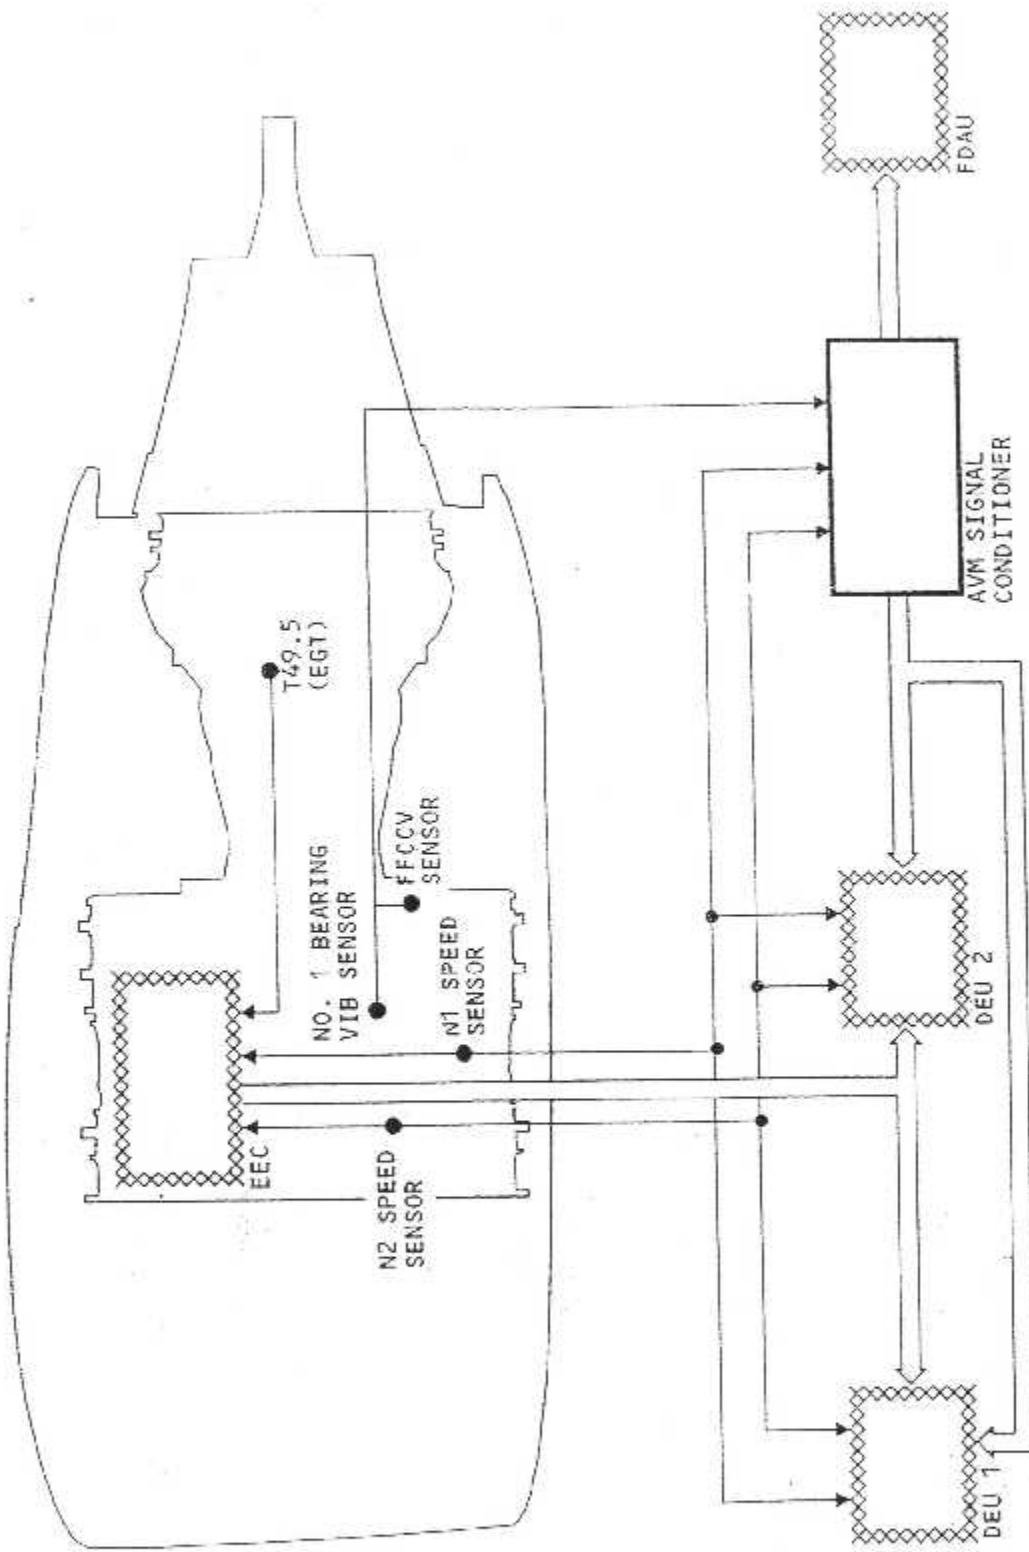 EEC
T49.5
(EGT)
NO. 1 BEARING
VIB SENSOR
FFCCV
SENSOR
N1 SPEED
SENSOR
N2 SPEED
SENSOR
DEU 1
DEU 2
AVM SIGNAL
CONDITIONER
FDAU